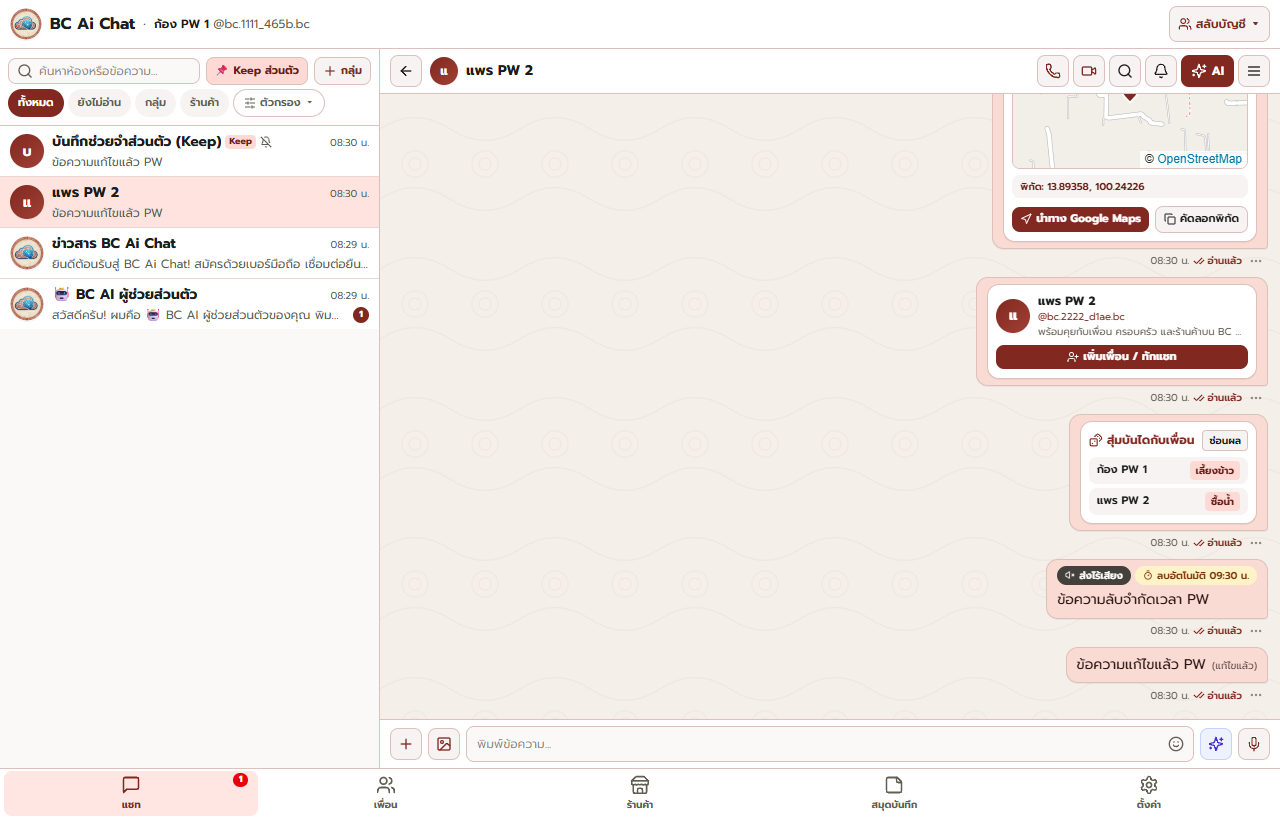 BC Ai Chat · ก้อง PW 1 @bc.1111_465b.bc
สลับบัญชี
ค้นหาห้องหรือข้อความ...
Keep ส่วนตัว
กลุ่ม
ทั้งหมด
ยังไม่อ่าน
กลุ่ม
ร้านค้า
ตัวกรอง
บันทึกช่วยจำส่วนตัว (Keep) Keep
08:30 น.
ข้อความแก้ไขแล้ว PW
แพร PW 2
08:30 น.
ข้อความแก้ไขแล้ว PW
ข่าวสาร BC Ai Chat
08:29 น.
ยินดีต้อนรับสู่ BC Ai Chat! สมัครด้วยเบอร์มือถือ เชื่อมต่อยืน...
BC AI ผู้ช่วยส่วนตัว
08:29 น.
สวัสดีครับ! ผมคือ BC AI ผู้ช่วยส่วนตัวของคุณ พิม...
1
แพร PW 2
AI
© OpenStreetMap
พิกัด: 13.89358, 100.24226
นำทาง Google Maps
คัดลอกพิกัด
08:30 น. อ่านแล้ว
แพร PW 2
@bc.2222_d1ae.bc
พร้อมคุยกับเพื่อน ครอบครัว และร้านค้าบน BC ...
เพิ่มเพื่อน / ทักแชท
08:30 น. อ่านแล้ว
สุ่มบันไดกับเพื่อน
ซ่อนผล
ก้อง PW 1
เลี้ยงข้าว
แพร PW 2
ซื้อน้ำ
08:30 น. อ่านแล้ว
ส่งไร้เสียง
ลบอัตโนมัติ 09:30 น.
ข้อความลับจำกัดเวลา PW
08:30 น. อ่านแล้ว
ข้อความแก้ไขแล้ว PW (แก้ไขแล้ว)
08:30 น. อ่านแล้ว
พิมพ์ข้อความ...
แชท
1
เพื่อน
ร้านค้า
สมุดบันทึก
ตั้งค่า